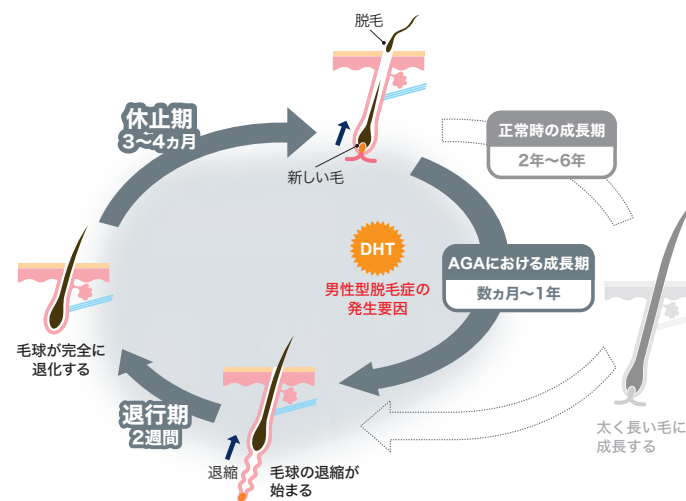 脱毛
休止期
3〜4ヵ月
新しい毛
正常時の成長期
2年〜6年
DHT
男性型脱毛症の
発生要因
AGAにおける成長期
数ヵ月〜1年
毛球が完全に
退化する
退行期
2週間
退縮
毛球の退縮が
始まる
太く長い毛に
成長する